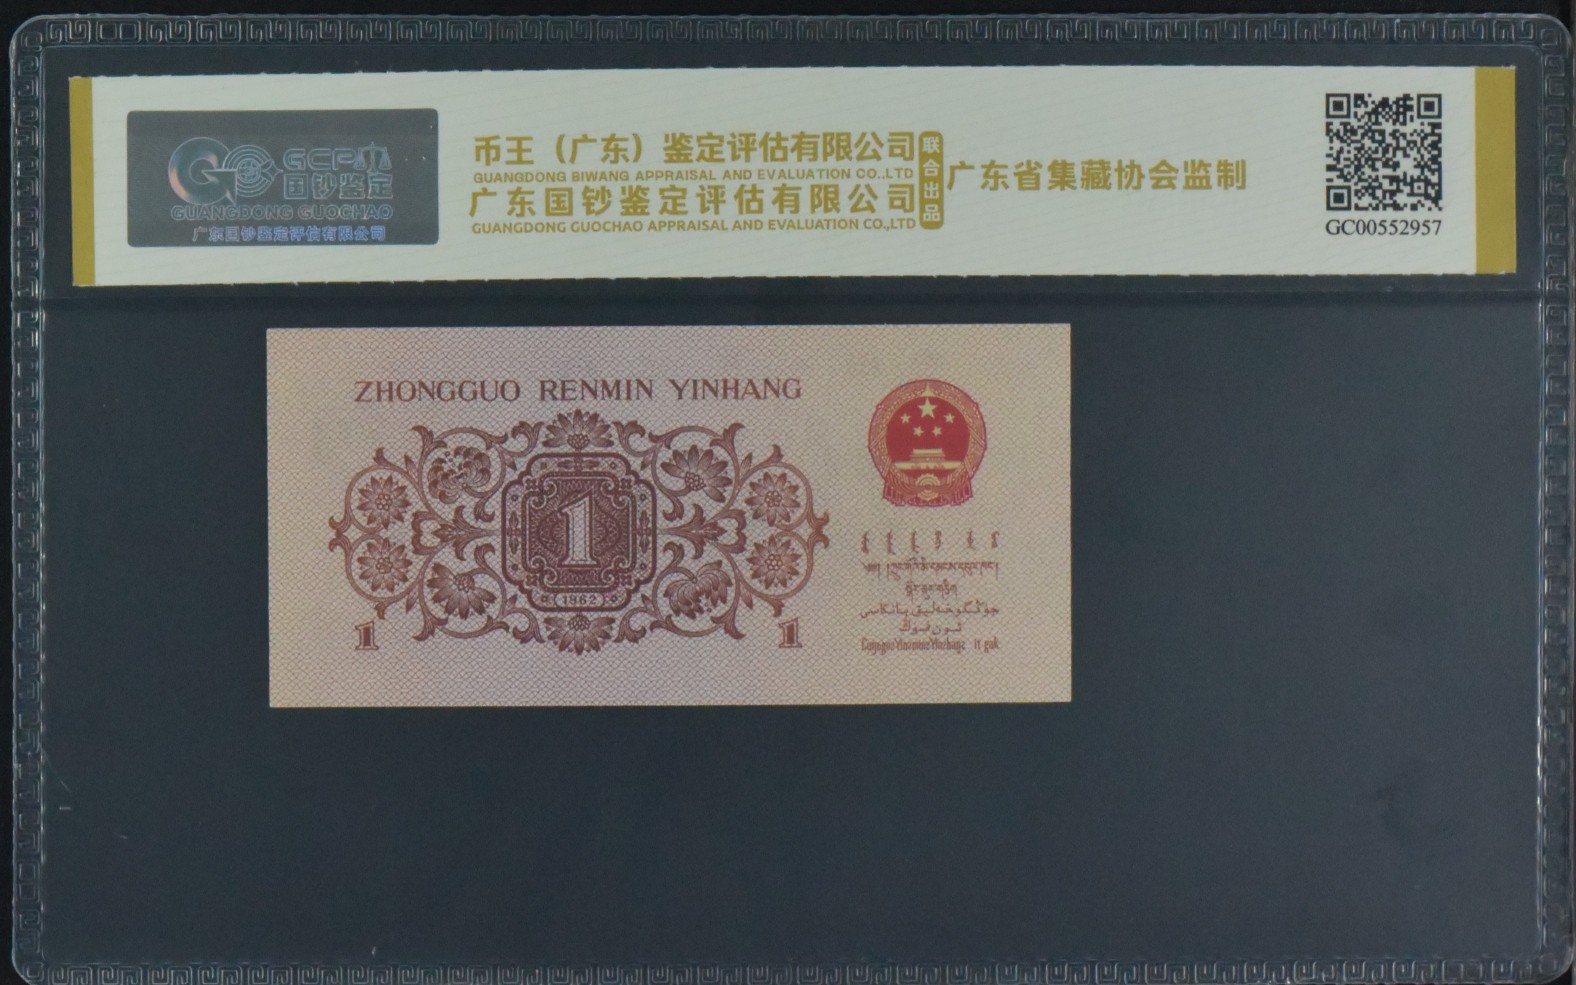 GCFA
国钞鉴定
GUANGDONG GUOCHAO
广东国钞鉴定评估有限公司
币王（广东）鉴定评估有限公司
GUANGDONG BIWANG APPRAISAL AND EVALUATION CO.,LTD
广东国钞鉴定评估有限公司
GUANGDONG GUOCHAO APPRAISAL AND EVALUATION CO.,LTD
联合出品
广东省集藏协会监制
GC00552957
ZHONGGUO RENMIN YINHANG
1
1962
1
1
جۇڭگو خەلىق بانكىسى